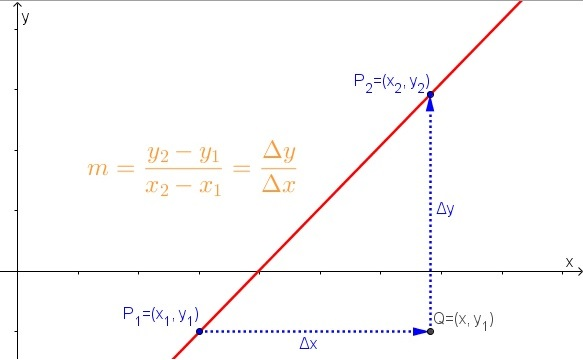 y
P₂=(x₂, y₂)
m = (y₂ − y₁)/(x₂ − x₁) = Δy/Δx
Δy
x
P₁=(x₁, y₁)
Q=(x, y₁)
Δx